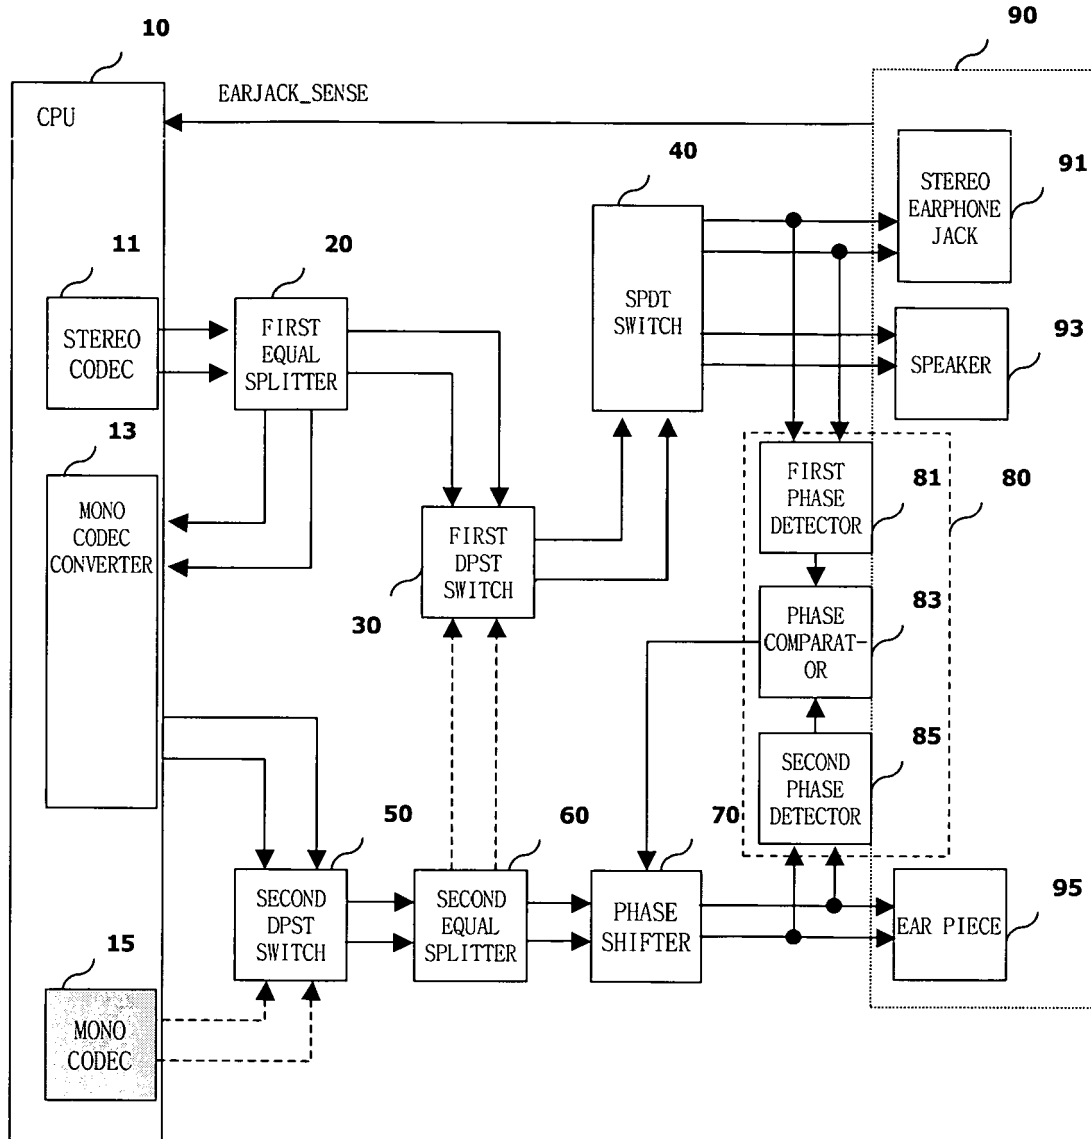 10
90
CPU
EARJACK_SENSE
40
91
STEREO
EARPHONE
JACK
11
20
SPDT
SWITCH
STEREO
CODEC
FIRST
EQUAL
SPLITTER
93
SPEAKER
13
MONO
CODEC
CONVERTER
FIRST
PHASE
DETECTOR
81
80
FIRST
DPST
SWITCH
30
PHASE
COMPARAT-
OR
83
SECOND
PHASE
DETECTOR
85
50
60
70
SECOND
DPST
SWITCH
SECOND
EQUAL
SPLITTER
PHASE
SHIFTER
EAR PIECE
95
15
MONO
CODEC